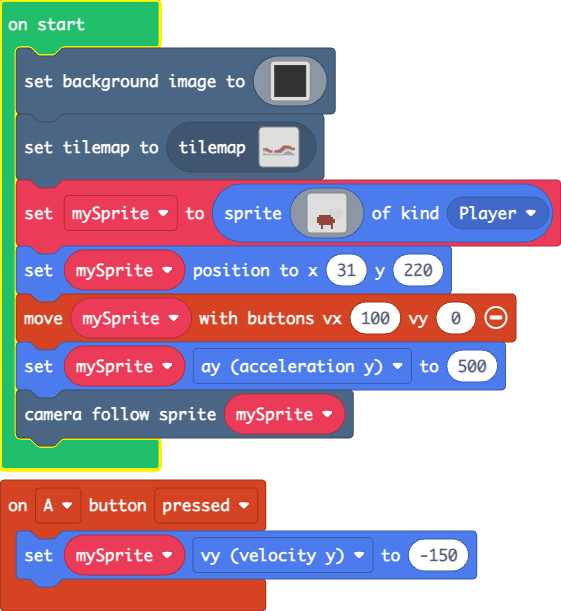 on start
set background image to
set tilemap to tilemap
set mySprite to sprite of kind Player
set mySprite position to x 31 y 220
move mySprite with buttons vx 100 vy 0
set mySprite ay (acceleration y) to 500
camera follow sprite mySprite
on A button pressed
set mySprite vy (velocity y) to -150